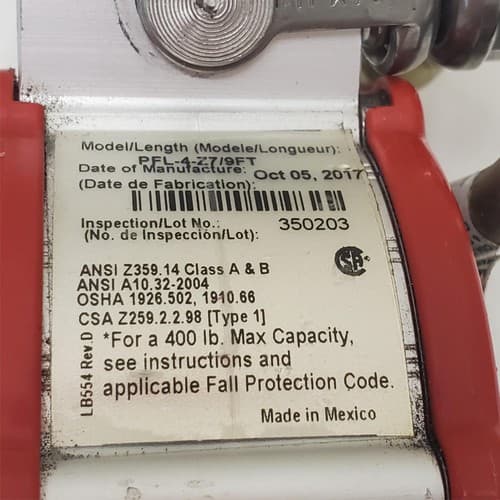 Model/Length (Modele/Longueur):
PFL-4-Z7/9FT
Date of Manufacture: Oct 05, 2017
(Date de Fabrication):
Inspection/Lot No.: 350203
(No. de Inspección/Lot):
ANSI Z359.14 Class A & B
ANSI A10.32-2004
OSHA 1926.502, 1910.66
CSA Z259.2.2.98 [Type 1]
*For a 400 lb. Max Capacity,
see instructions and
applicable Fall Protection Code.
Made in Mexico
LB554 Rev.D